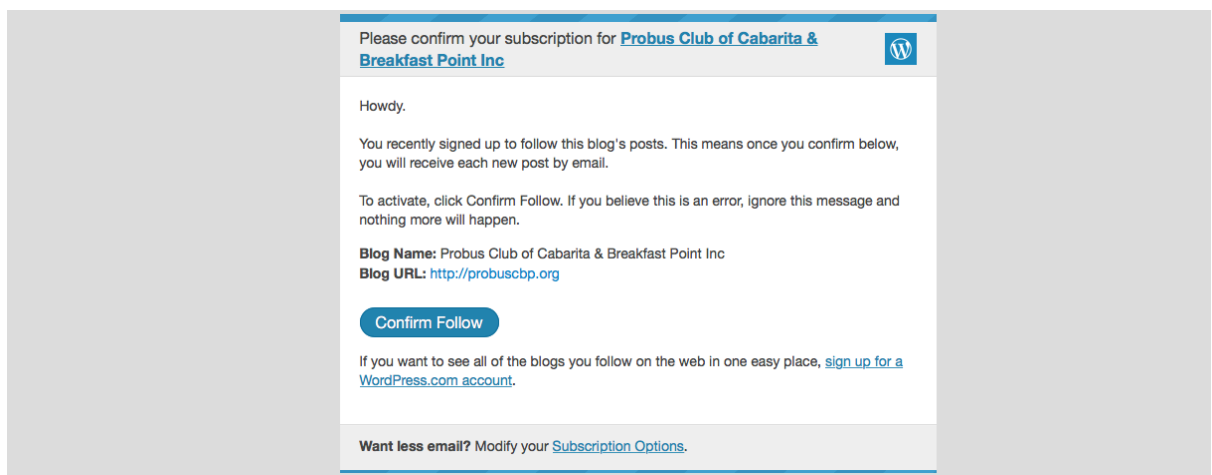 Please confirm your subscription for Probus Club of Cabarita &
Breakfast Point Inc
Howdy.
You recently signed up to follow this blog's posts. This means once you confirm below,
you will receive each new post by email.
To activate, click Confirm Follow. If you believe this is an error, ignore this message and
nothing more will happen.
Blog Name: Probus Club of Cabarita & Breakfast Point Inc
Blog URL: http://probuscbp.org
Confirm Follow
If you want to see all of the blogs you follow on the web in one easy place, sign up for a
WordPress.com account.
Want less email? Modify your Subscription Options.